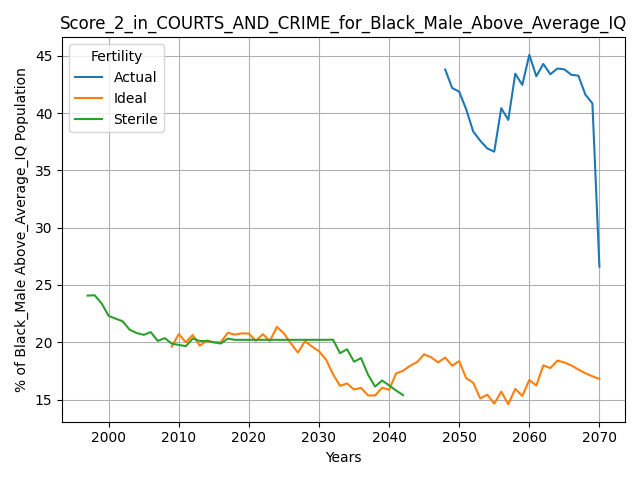 Score_2_in_COURTS_AND_CRIME_for_Black_Male_Above_Average_IQ
% of Black_Male Above_Average_IQ Population
Fertility
Actual
Ideal
Sterile
45
40
35
30
25
20
15
2000 2010 2020 2030 2040 2050 2060 2070
Years